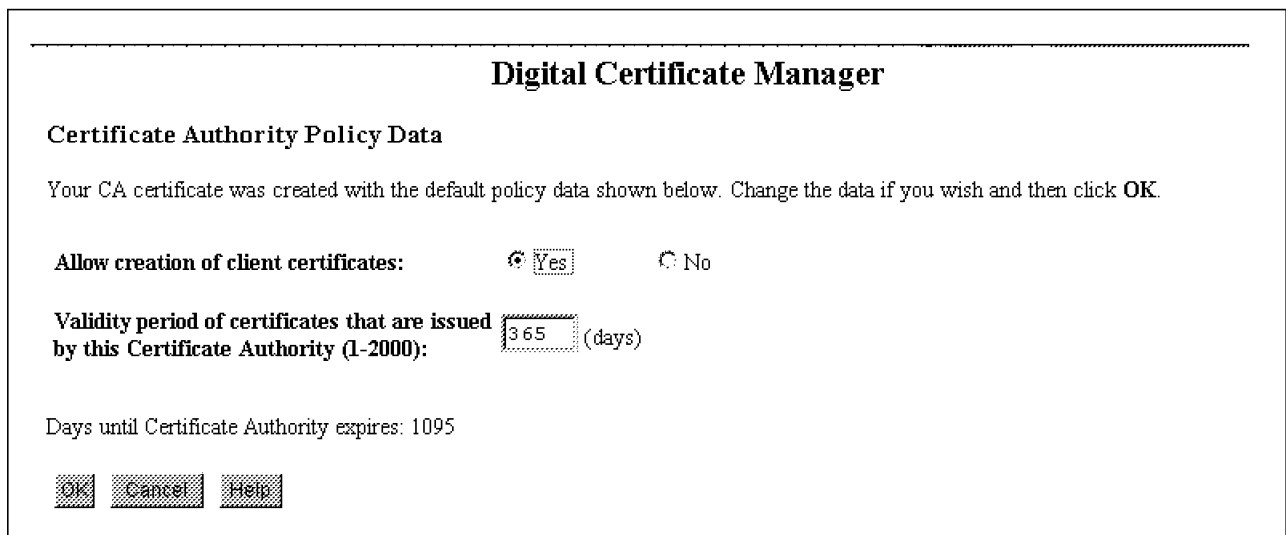 Digital Certificate Manager
Certificate Authority Policy Data
Your CA certificate was created with the default policy data shown below. Change the data if you wish and then click OK.
Allow creation of client certificates: Yes No
Validity period of certificates that are issued
by this Certificate Authority (1-2000): 365 (days)
Days until Certificate Authority expires: 1095
OK Cancel Help